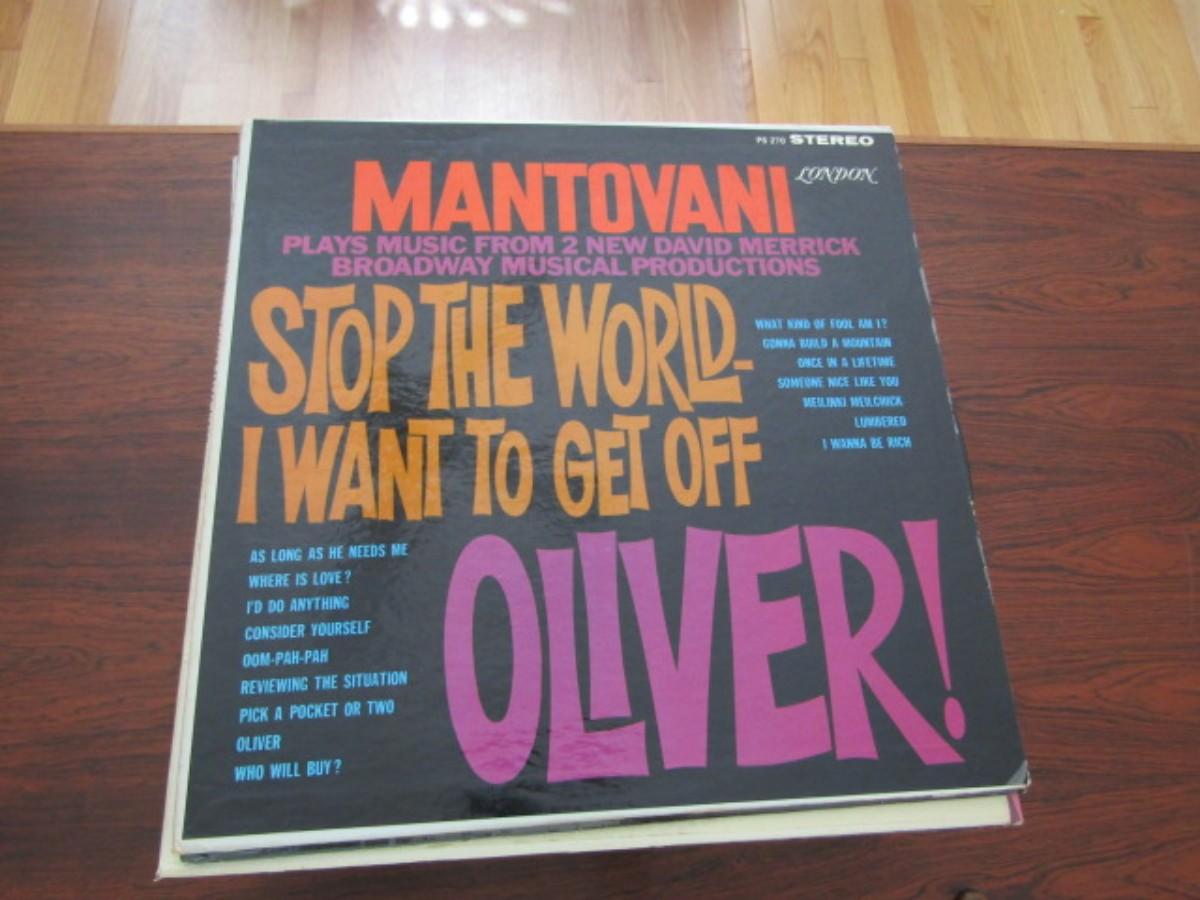 PS 270 STEREO
LONDON
MANTOVANI
PLAYS MUSIC FROM 2 NEW DAVID MERRICK
BROADWAY MUSICAL PRODUCTIONS
STOP THE WORLD-
I WANT TO GET OFF
WHAT KIND OF FOOL AM I?
GONNA BUILD A MOUNTAIN
ONCE IN A LIFETIME
SOMEONE NICE LIKE YOU
MEILINKI MEILCHICK
LUMBERED
I WANNA BE RICH
OLIVER!
AS LONG AS HE NEEDS ME
WHERE IS LOVE?
I'D DO ANYTHING
CONSIDER YOURSELF
OOM-PAH-PAH
REVIEWING THE SITUATION
PICK A POCKET OR TWO
OLIVER
WHO WILL BUY?